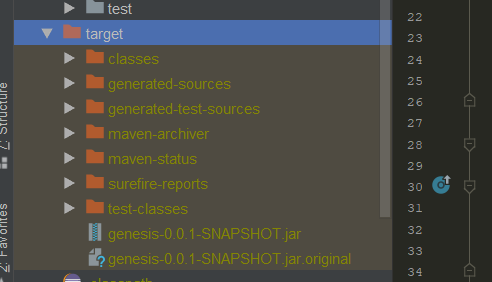 test
target
classes
generated-sources
generated-test-sources
maven-archiver
maven-status
surefire-reports
test-classes
genesis-0.0.1-SNAPSHOT.jar
genesis-0.0.1-SNAPSHOT.jar.original
.classpath
Z: Structure
2: Favorites
22
23
24
25
26
27
28
29
30
31
32
33
34